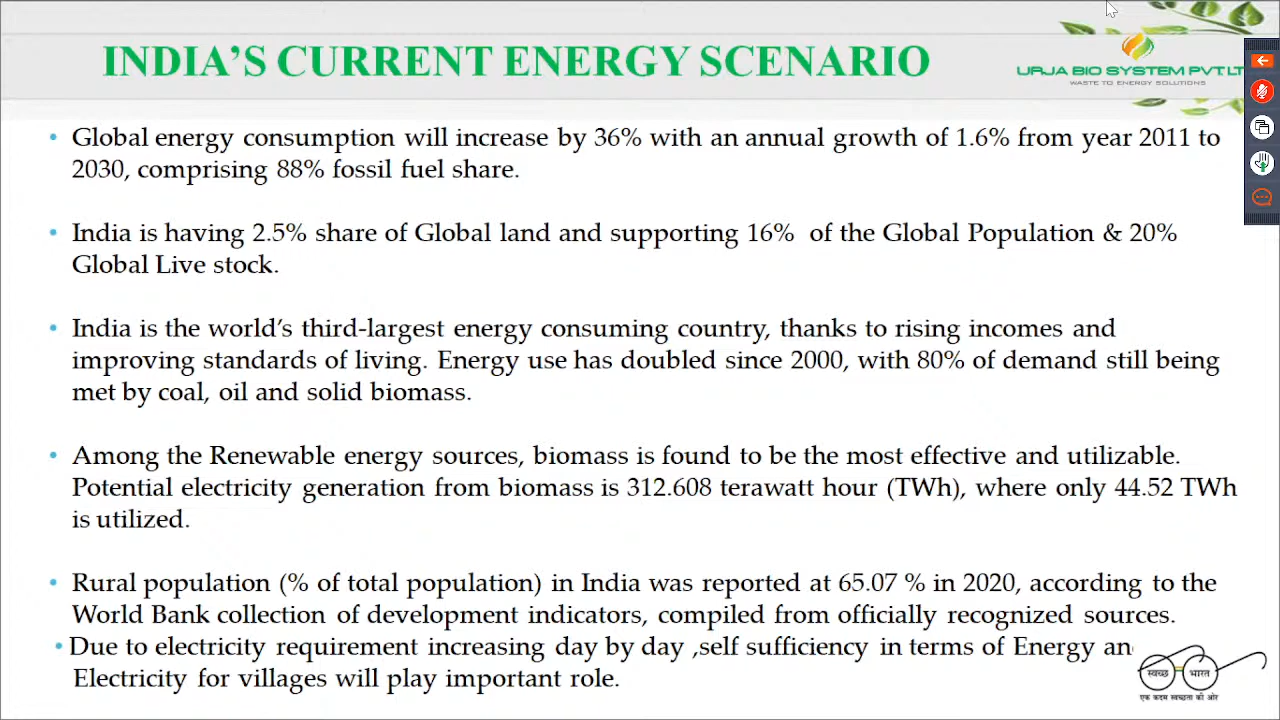 INDIA'S CURRENT ENERGY SCENARIO
URJA BIO SYSTEM PVT.LT
WASTE TO ENERGY SOLUTIONS
• Global energy consumption will increase by 36% with an annual growth of 1.6% from year 2011 to
2030, comprising 88% fossil fuel share.
• India is having 2.5% share of Global land and supporting 16% of the Global Population & 20%
Global Live stock.
• India is the world's third-largest energy consuming country, thanks to rising incomes and
improving standards of living. Energy use has doubled since 2000, with 80% of demand still being
met by coal, oil and solid biomass.
• Among the Renewable energy sources, biomass is found to be the most effective and utilizable.
Potential electricity generation from biomass is 312.608 terawatt hour (TWh), where only 44.52 TWh
is utilized.
• Rural population (% of total population) in India was reported at 65.07 % in 2020, according to the
World Bank collection of development indicators, compiled from officially recognized sources.
• Due to electricity requirement increasing day by day ,self sufficiency in terms of Energy an
Electricity for villages will play important role.
स्वच्छ भारत
एक कदम स्वच्छता की ओर